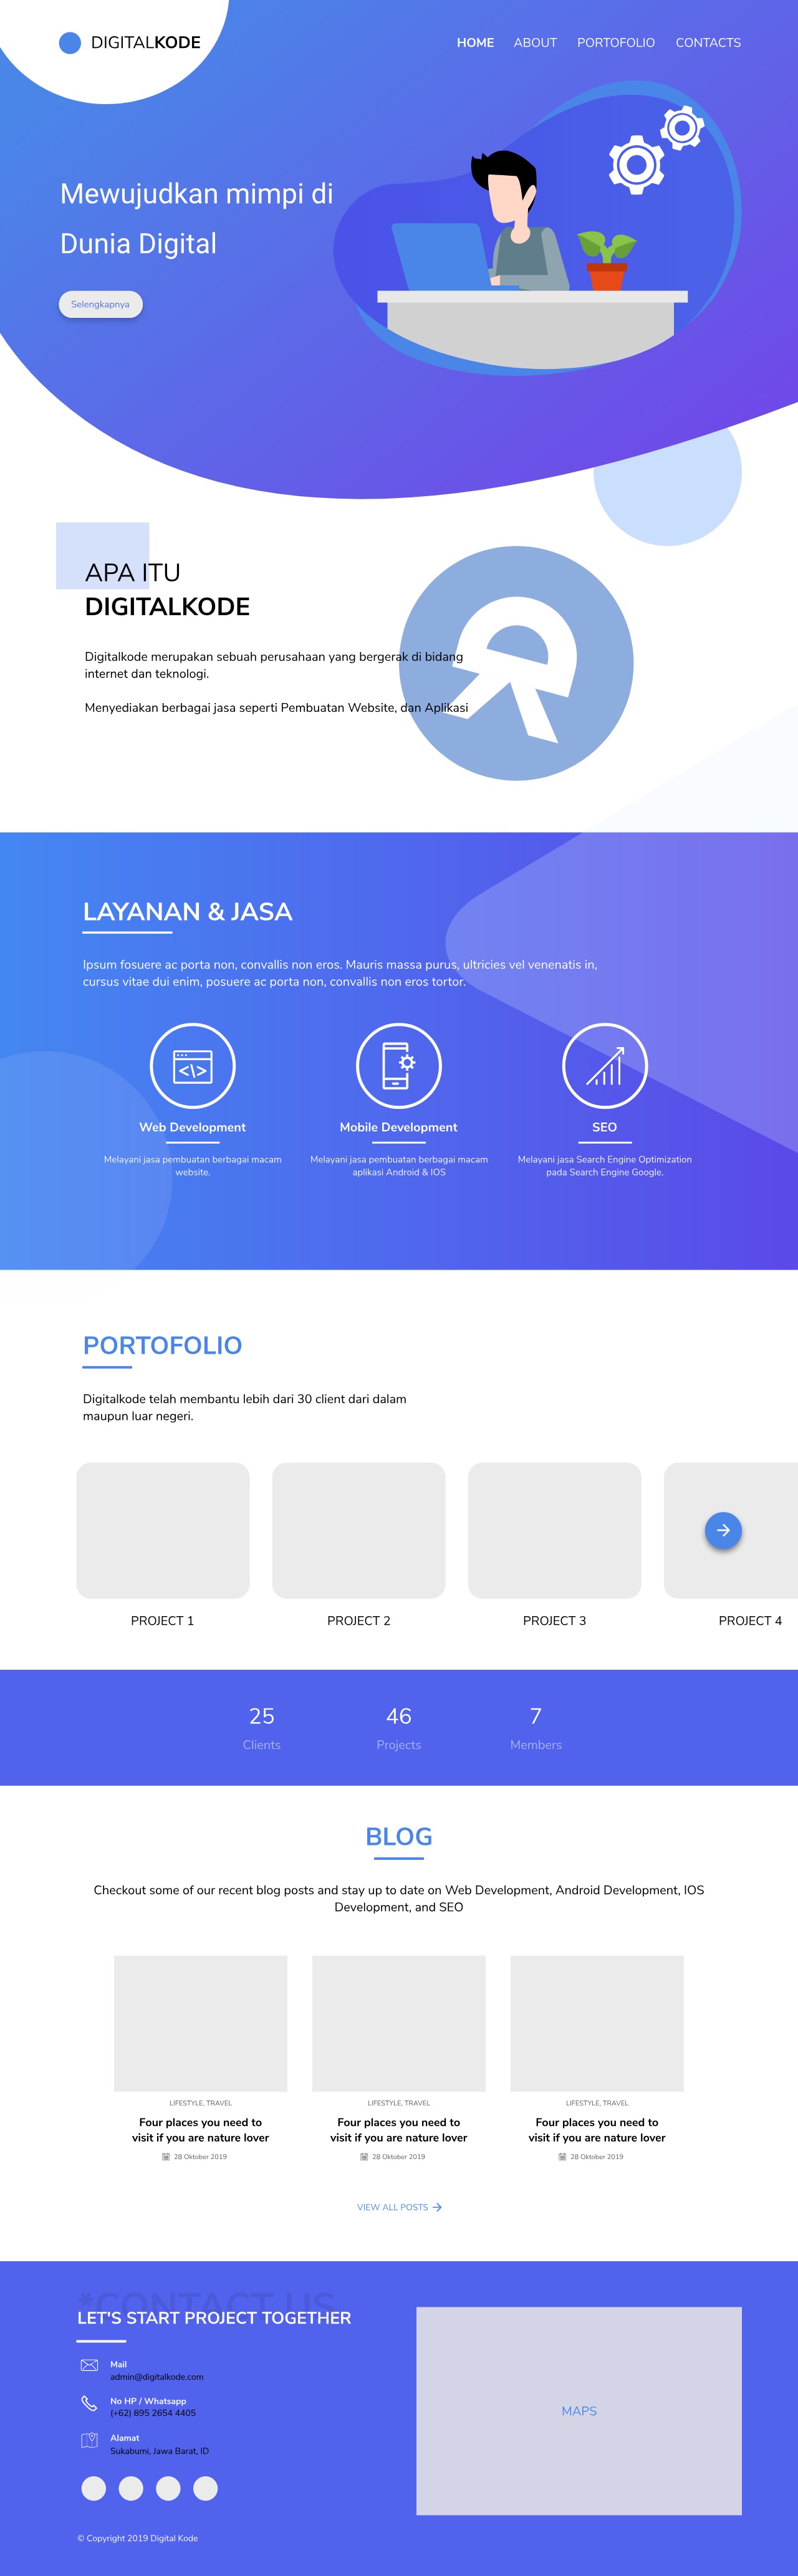 DIGITALKODE
HOME ABOUT PORTOFOLIO CONTACTS
Mewujudkan mimpi di
Dunia Digital
Selengkapnya
APA ITU
DIGITALKODE
Digitalkode merupakan sebuah perusahaan yang bergerak di bidang
internet dan teknologi.
Menyediakan berbagai jasa seperti Pembuatan Website, dan Aplikasi
LAYANAN & JASA
Ipsum fosuere ac porta non, convallis non eros. Mauris massa purus, ultricies vel venenatis in,
cursus vitae dui enim, posuere ac porta non, convallis non eros tortor.
Web Development
Melayani jasa pembuatan berbagai macam
website.
Mobile Development
Melayani jasa pembuatan berbagai macam
aplikasi Android & IOS
SEO
Melayani jasa Search Engine Optimization
pada Search Engine Google.
PORTOFOLIO
Digitalkode telah membantu lebih dari 30 client dari dalam
maupun luar negeri.
PROJECT 1
PROJECT 2
PROJECT 3
PROJECT 4
25
Clients
46
Projects
7
Members
BLOG
Checkout some of our recent blog posts and stay up to date on Web Development, Android Development, IOS
Development, and SEO
LIFESTYLE, TRAVEL
Four places you need to
visit if you are nature lover
28 Oktober 2019
LIFESTYLE, TRAVEL
Four places you need to
visit if you are nature lover
28 Oktober 2019
LIFESTYLE, TRAVEL
Four places you need to
visit if you are nature lover
28 Oktober 2019
VIEW ALL POSTS
*CONTACT US
LET'S START PROJECT TOGETHER
Mail
admin@digitalkode.com
No HP / Whatsapp
(+62) 895 2654 4405
Alamat
Sukabumi, Jawa Barat, ID
MAPS
© Copyright 2019 Digital Kode